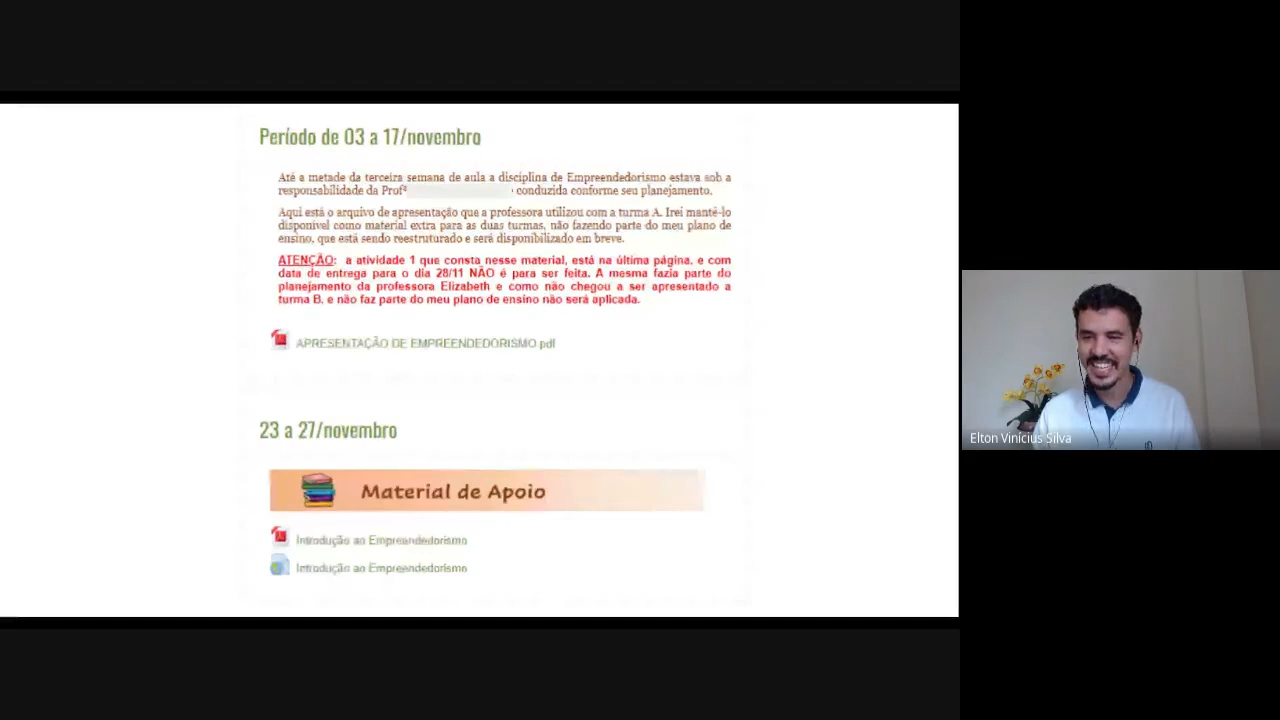 Período de 03 a 17/novembro
Até a metade da terceira semana de aula a disciplina de Empreendedorismo estava sob a
responsabilidade da Profª conduzida conforme seu planejamento.
Aqui está o arquivo de apresentação que a professora utilizou com a turma A. Irei mantê-lo
disponível como material extra para as duas turmas, não fazendo parte do meu plano de
ensino, que está sendo reestruturado e será disponibilizado em breve.
ATENÇÃO: a atividade 1 que consta nesse material, está na última página, e com
data de entrega para o dia 28/11 NÃO é para ser feita. A mesma fazia parte do
planejamento da professora Elizabeth e como não chegou a ser apresentado a
turma B, e não faz parte do meu plano de ensino não será aplicada.
APRESENTAÇÃO DE EMPREENDEDORISMO.pdf
23 a 27/novembro
Material de Apoio
Introdução ao Empreendedorismo
Introdução ao Empreendedorismo
Elton Vinícius Silva